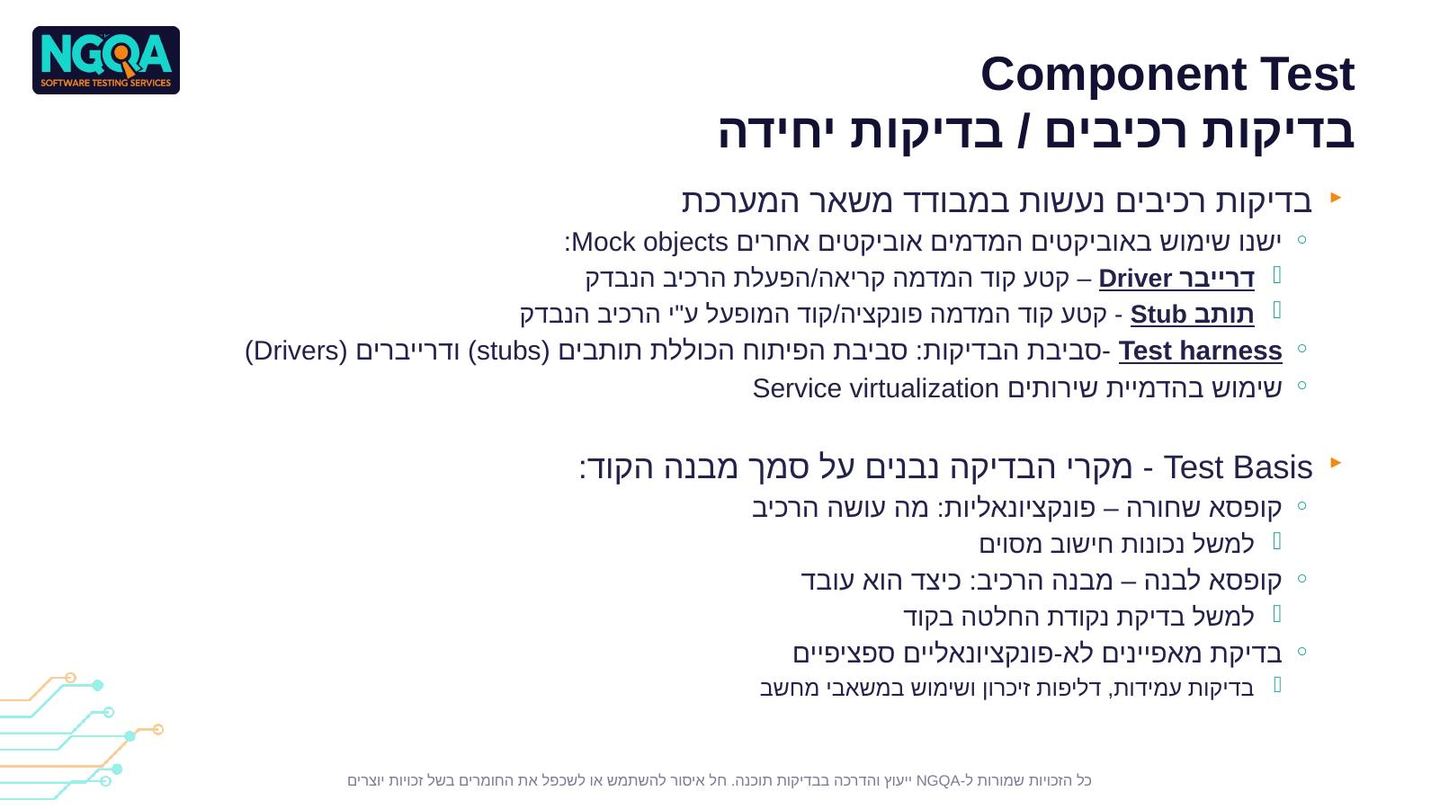 NGQA
SOFTWARE TESTING SERVICES
Component Test
בדיקות רכיבים / בדיקות יחידה
בדיקות רכיבים נעשות במבודד משאר המערכת
ישנו שימוש באוביקטים המדמים אוביקטים אחרים Mock objects:
דרייבר Driver – קטע קוד המדמה קריאה/הפעלת הרכיב הנבדק
תותב Stub - קטע קוד המדמה פונקציה/קוד המופעל ע"י הרכיב הנבדק
Test harness -סביבת הבדיקות: סביבת הפיתוח הכוללת תותבים (stubs) ודרייברים (Drivers)
שימוש בהדמיית שירותים Service virtualization
Test Basis - מקרי הבדיקה נבנים על סמך מבנה הקוד:
קופסא שחורה – פונקציונאליות: מה עושה הרכיב
למשל נכונות חישוב מסוים
קופסא לבנה – מבנה הרכיב: כיצד הוא עובד
למשל בדיקת נקודת החלטה בקוד
בדיקת מאפיינים לא-פונקציונאליים ספציפיים
בדיקות עמידות, דליפות זיכרון ושימוש במשאבי מחשב
כל הזכויות שמורות ל-NGQA ייעוץ והדרכה בבדיקות תוכנה. חל איסור להשתמש או לשכפל את החומרים בשל זכויות יוצרים